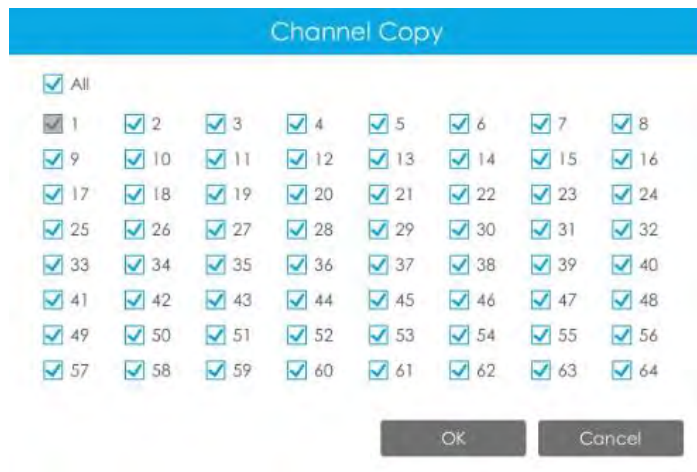 Channel Copy
All
1 2 3 4 5 6 7 8
9 10 11 12 13 14 15 16
17 18 19 20 21 22 23 24
25 26 27 28 29 30 31 32
33 34 35 36 37 38 39 40
41 42 43 44 45 46 47 48
49 50 51 52 53 54 55 56
57 58 59 60 61 62 63 64
OK Cancel